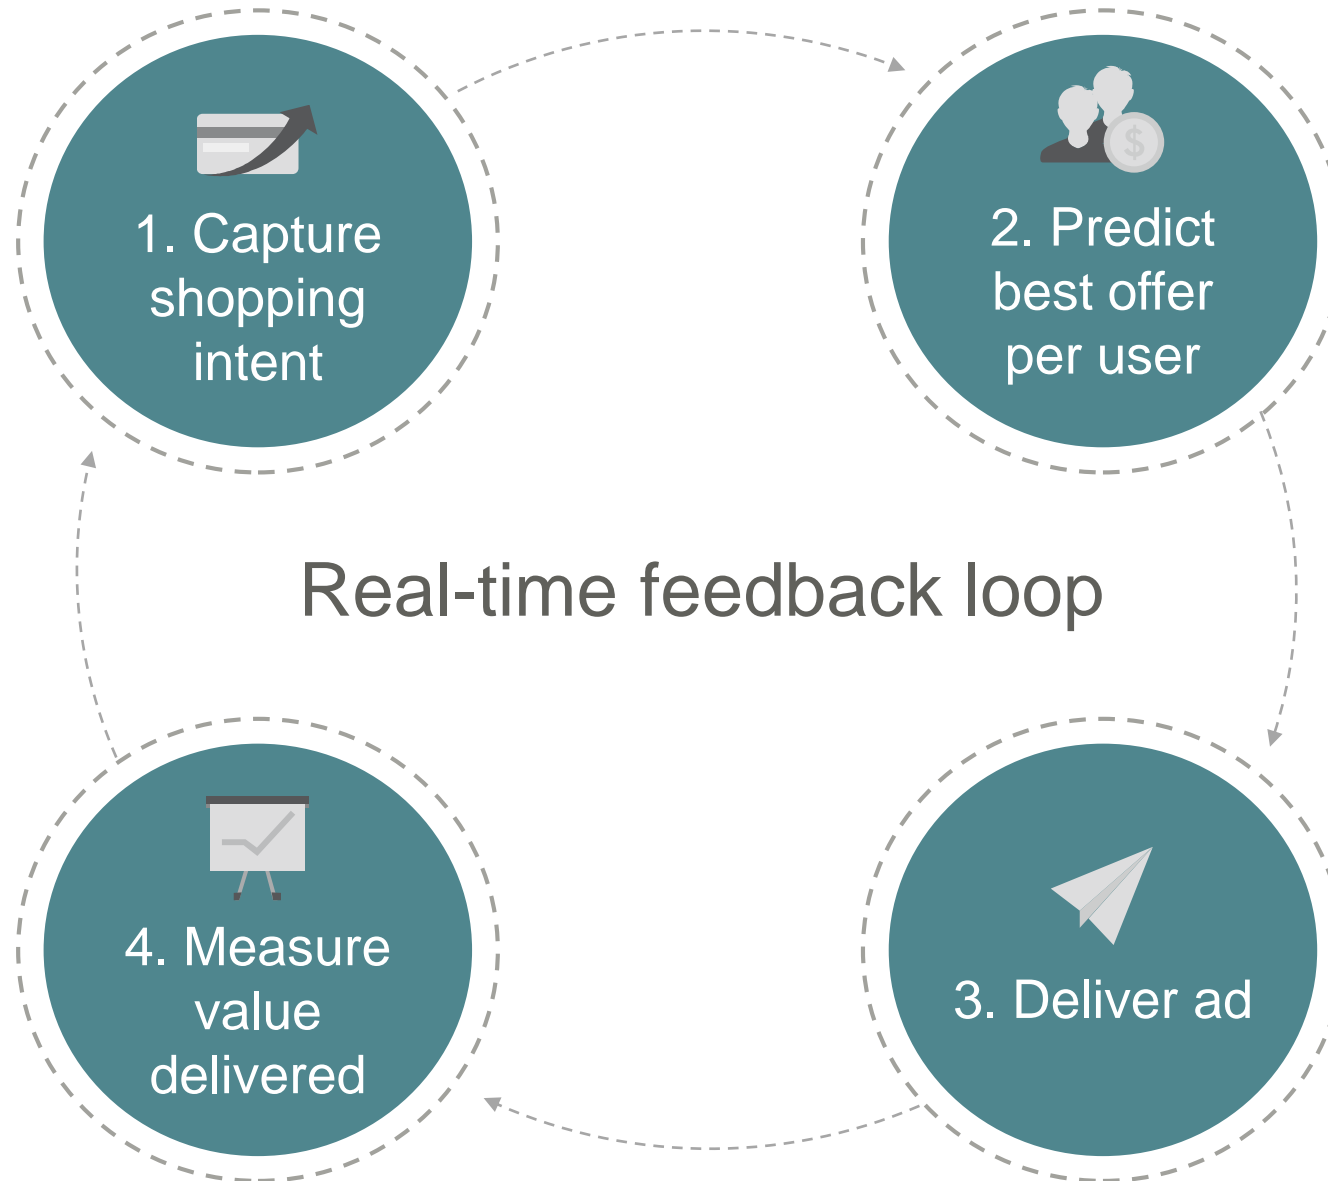 1. Capture
shopping
intent
2. Predict
best offer
per user
$
Real-time feedback loop
4. Measure
value
delivered
3. Deliver ad